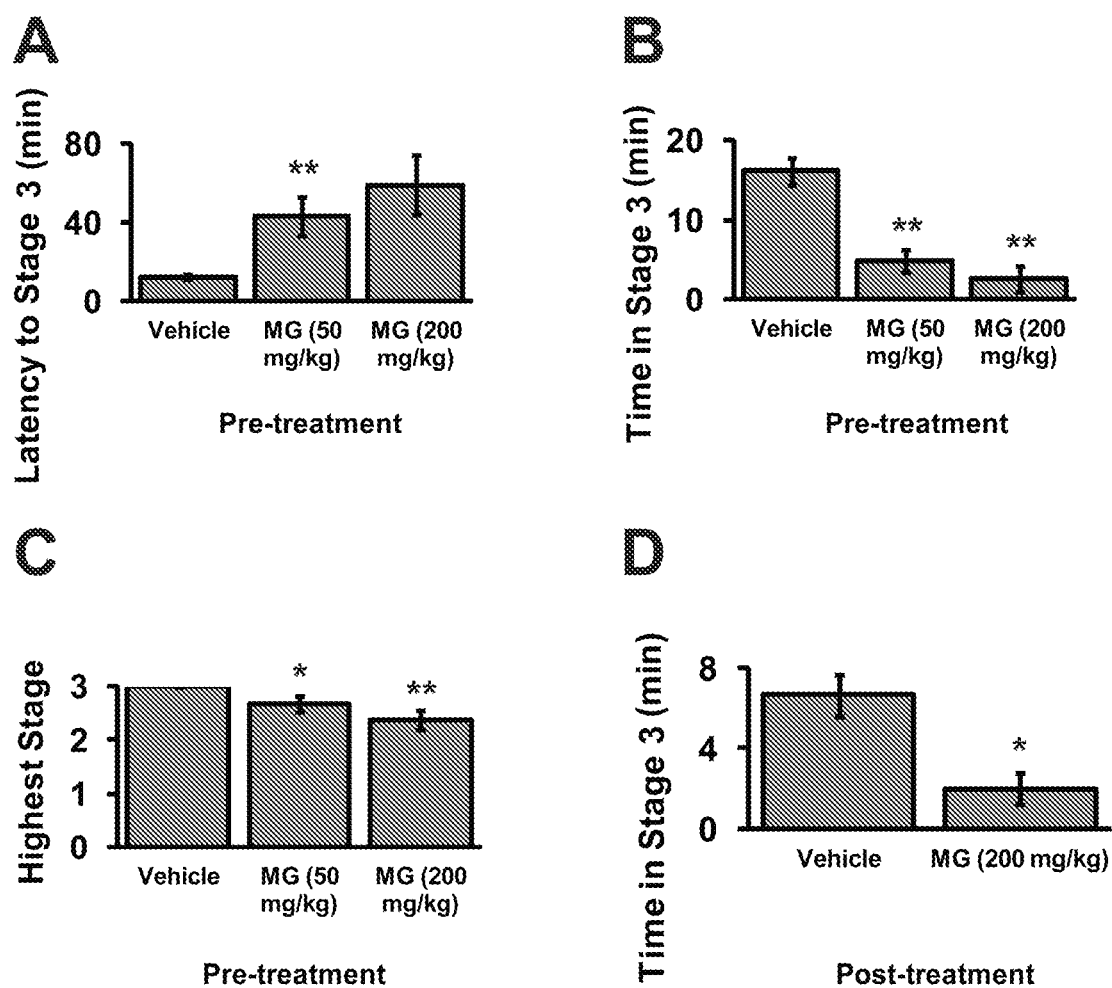 A
Latency to Stage 3 (min)
80
40
0
**
Vehicle
MG (50
mg/kg)
MG (200
mg/kg)
Pre-treatment
B
Time in Stage 3 (min)
20
10
0
**
**
Vehicle
MG (50
mg/kg)
MG (200
mg/kg)
Pre-treatment
C
Highest Stage
3
2
1
0
*
**
Vehicle
MG (50
mg/kg)
MG (200
mg/kg)
Pre-treatment
D
Time in Stage 3 (min)
8
4
0
*
Vehicle
MG (200 mg/kg)
Post-treatment